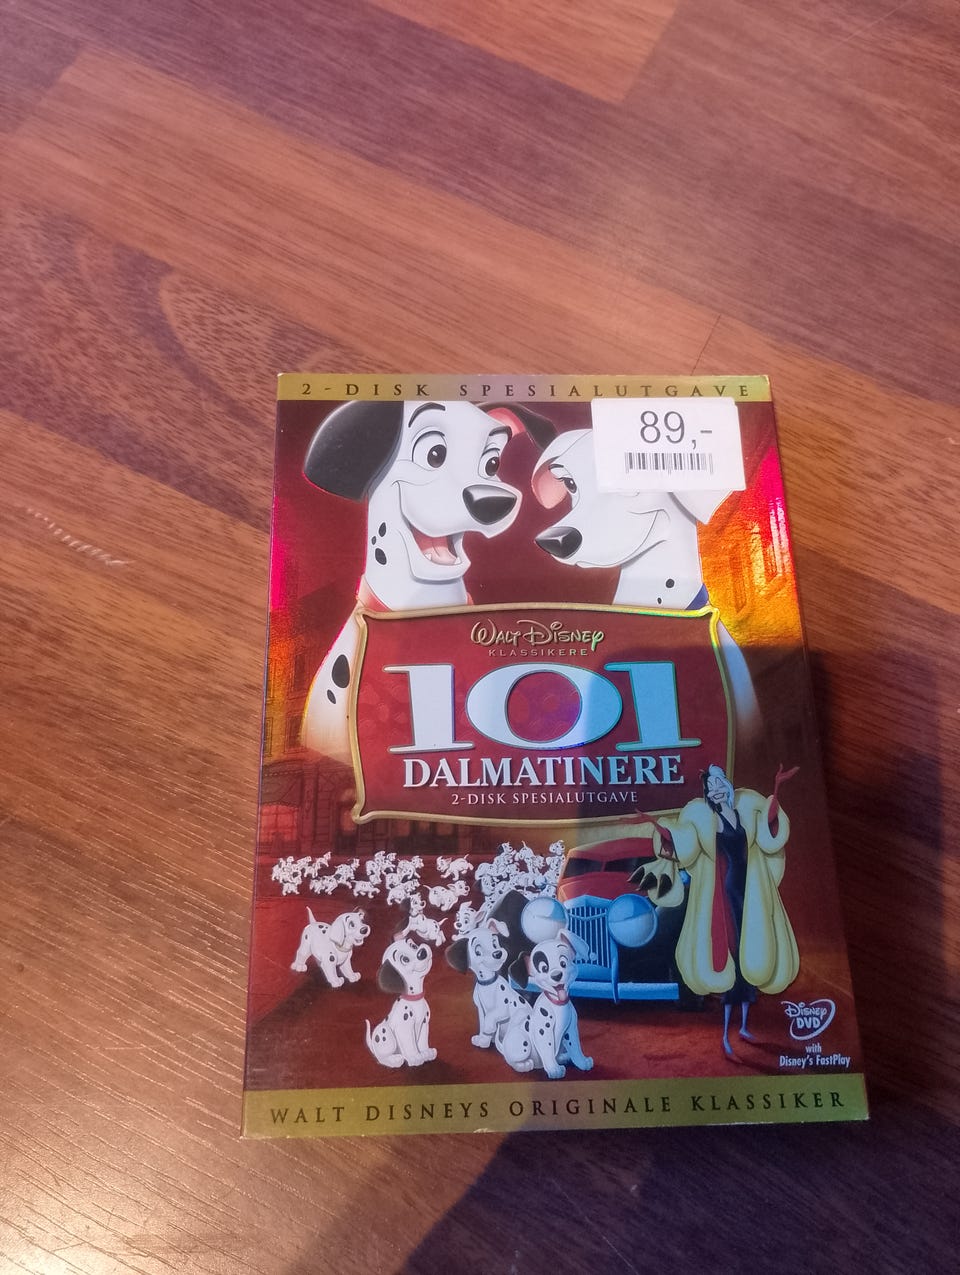 2-DISK SPESIALUTGAVE
89,-
WALT DISNEY
KLASSIKERE
101
DALMATINERE
2-DISK SPESIALUTGAVE
DISNEY
DVD
with
Disney's FastPlay
WALT DISNEYS ORIGINALE KLASSIKER